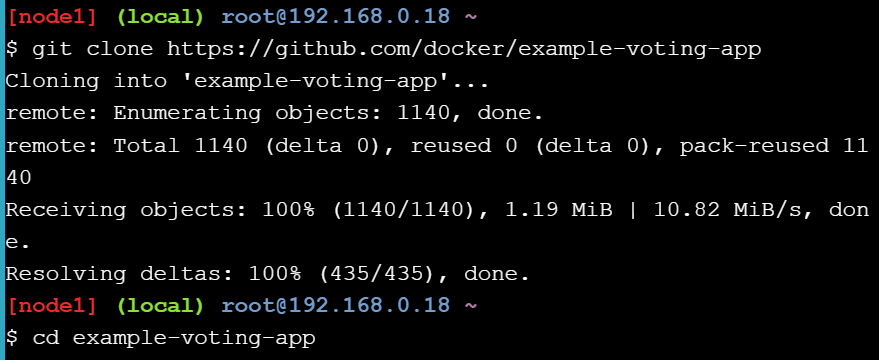 [node1] (local) root@192.168.0.18 ~
$ git clone https://github.com/docker/example-voting-app
Cloning into 'example-voting-app'...
remote: Enumerating objects: 1140, done.
remote: Total 1140 (delta 0), reused 0 (delta 0), pack-reused 11
40
Receiving objects: 100% (1140/1140), 1.19 MiB | 10.82 MiB/s, don
e.
Resolving deltas: 100% (435/435), done.
[node1] (local) root@192.168.0.18 ~
$ cd example-voting-app